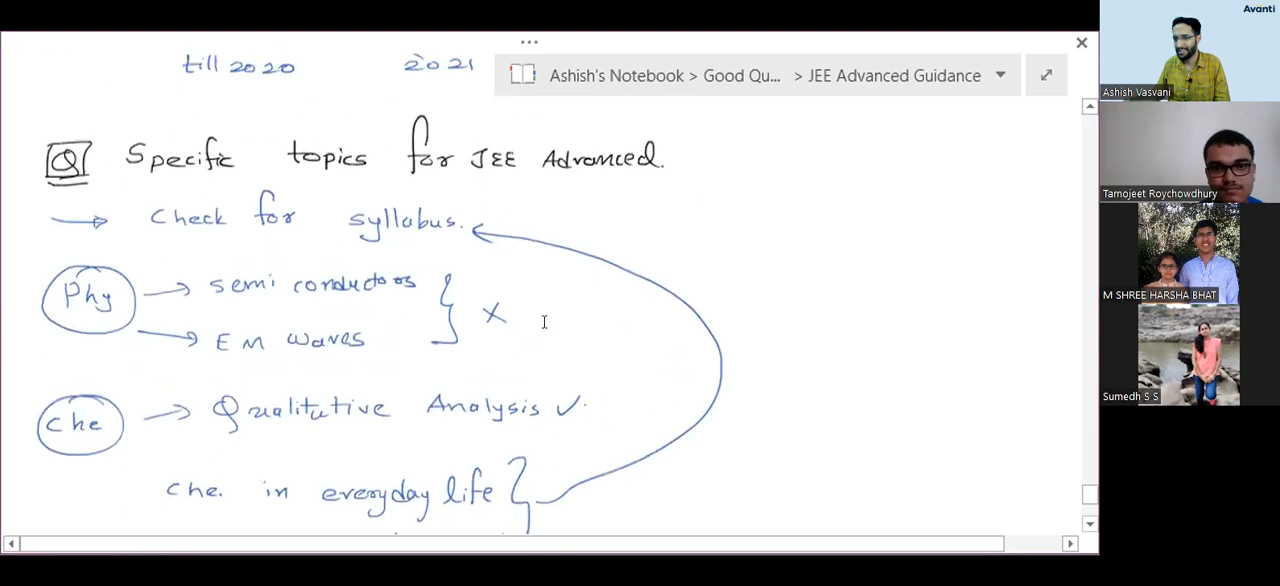 Avanti
till 2020 2021
Ashish's Notebook > Good Qu... > JEE Advanced Guidance
Ashish Vasvani
Q Specific topics for JEE Advanced.
Tamojeet Roychowdhury
→ Check for syllabus.
Phy → Semi conductors
→ EM waves } ×
M SHREE HARSHA BHAT
Che → Qualitutive Analysis ✓.
Sumedh S S
Che. in everyday life